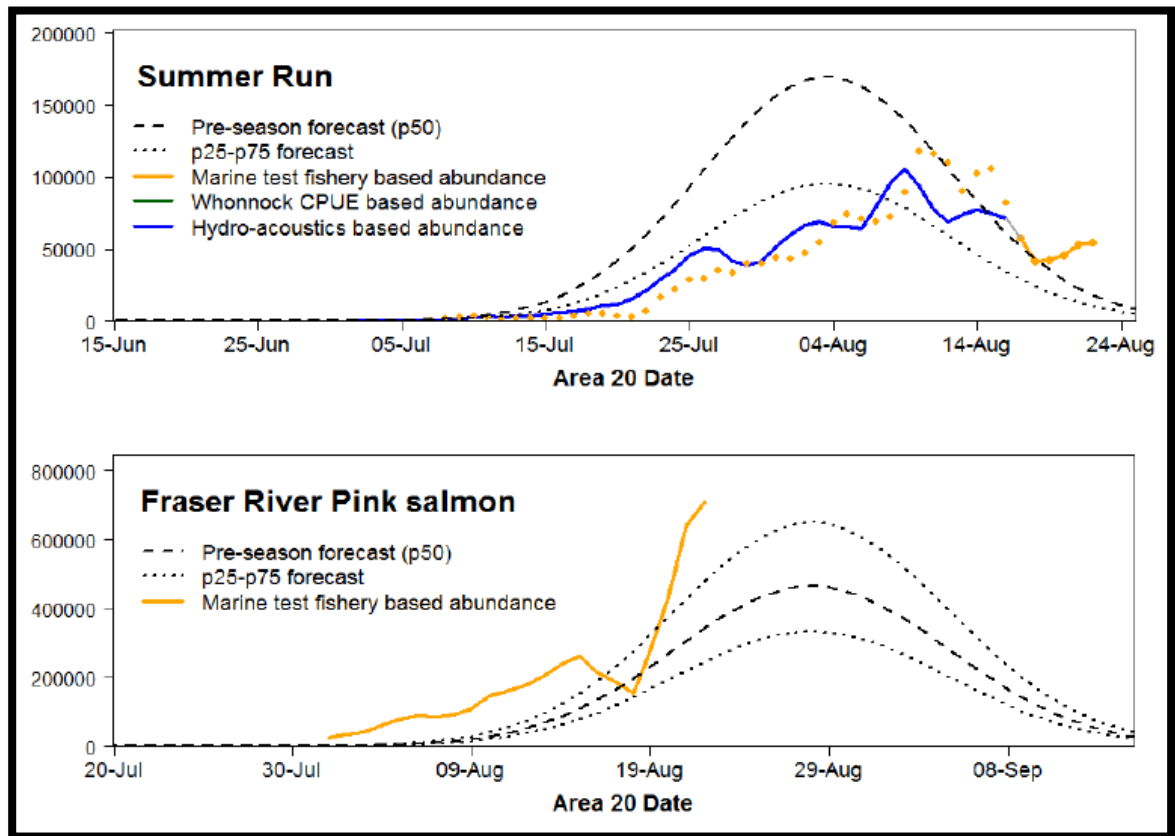 200000
Summer Run
150000
Pre-season forecast (p50)
p25-p75 forecast
100000
Marine test fishery based abundance
Whonnock CPUE based abundance
Hydro-acoustics based abundance
50000
0
15-Jun 25-Jun 05-Jul 15-Jul 25-Jul 04-Aug 14-Aug 24-Aug
Area 20 Date
800000
Fraser River Pink salmon
600000
Pre-season forecast (p50)
p25-p75 forecast
Marine test fishery based abundance
400000
200000
0
20-Jul 30-Jul 09-Aug 19-Aug 29-Aug 08-Sep
Area 20 Date